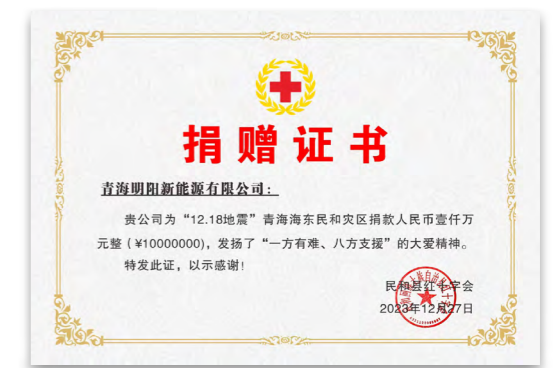 捐赠证书
青海明阳新能源有限公司：
贵公司为“12.18地震”青海海东民和灾区捐款人民币壹仟万
元整（¥10000000)，发扬了“一方有难、八方支援”的大爱精神。
特发此证，以示感谢！
民和县红十字会
2023年12月27日